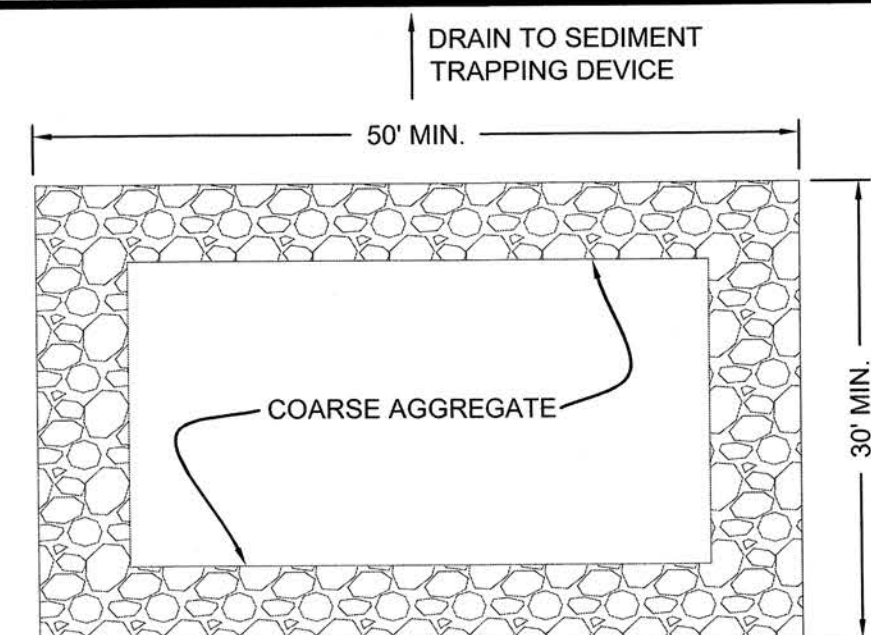 DRAIN TO SEDIMENT
TRAPPING DEVICE
50' MIN.
COARSE AGGREGATE
30' MIN.